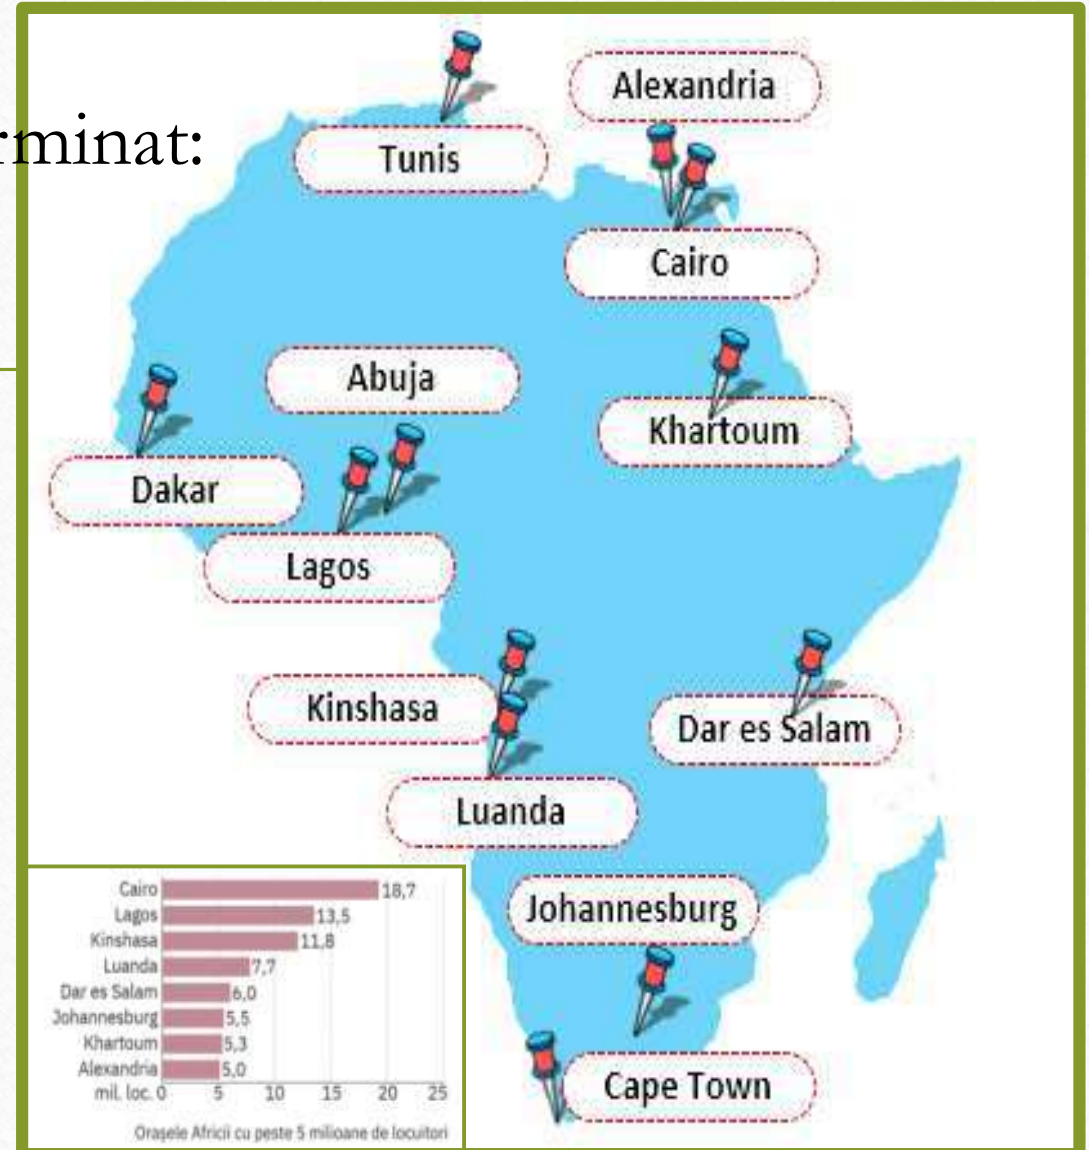 rminat:
Alexandria
Tunis
Cairo
Abuja
Khartoum
Dakar
Lagos
Kinshasa
Dar es Salam
Luanda
Johannesburg
Cape Town
Cairo 18,7
Lagos 13,5
Kinshasa 11,8
Luanda 7,7
Dar es Salam 6,0
Johannesburg 5,5
Khartoum 5,3
Alexandria 5,0
mil. loc. 0 5 10 15 20 25
Orașele Africii cu peste 5 milioane de locuitori